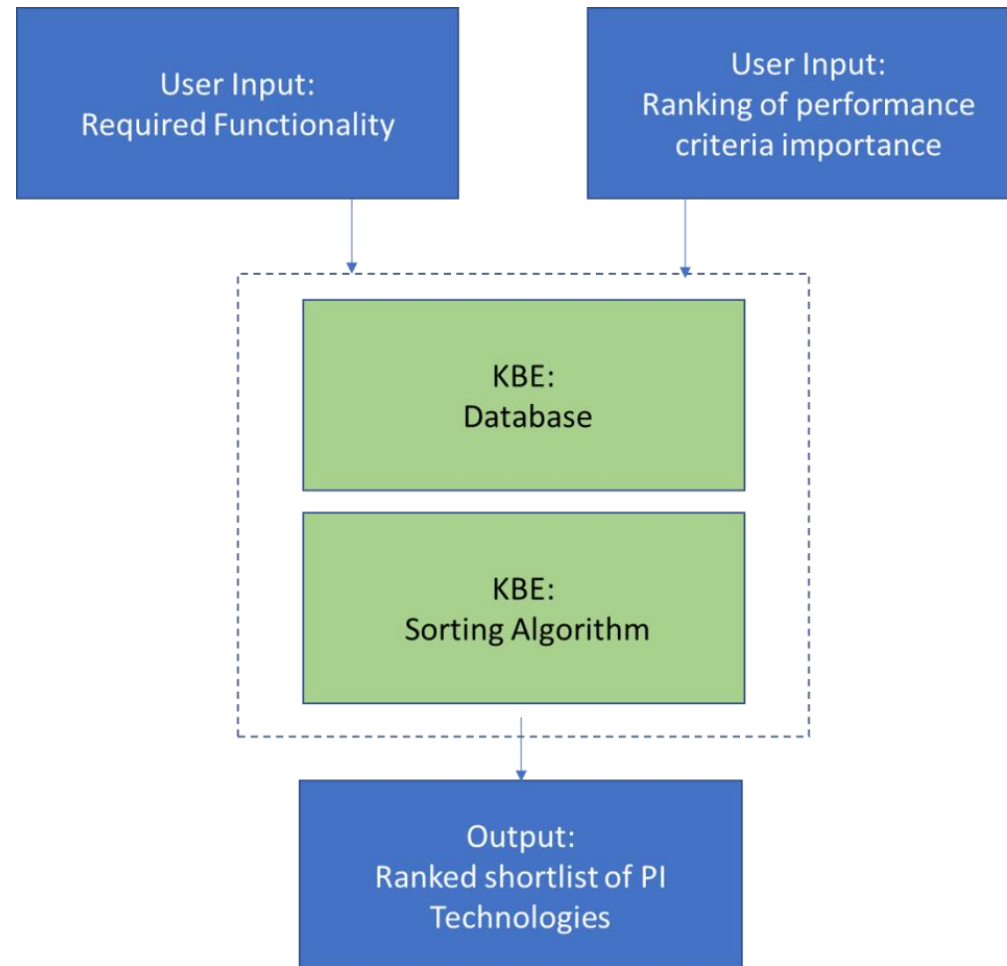 User Input:
Required Functionality
User Input:
Ranking of performance
criteria importance
KBE:
Database
KBE:
Sorting Algorithm
Output:
Ranked shortlist of PI
Technologies